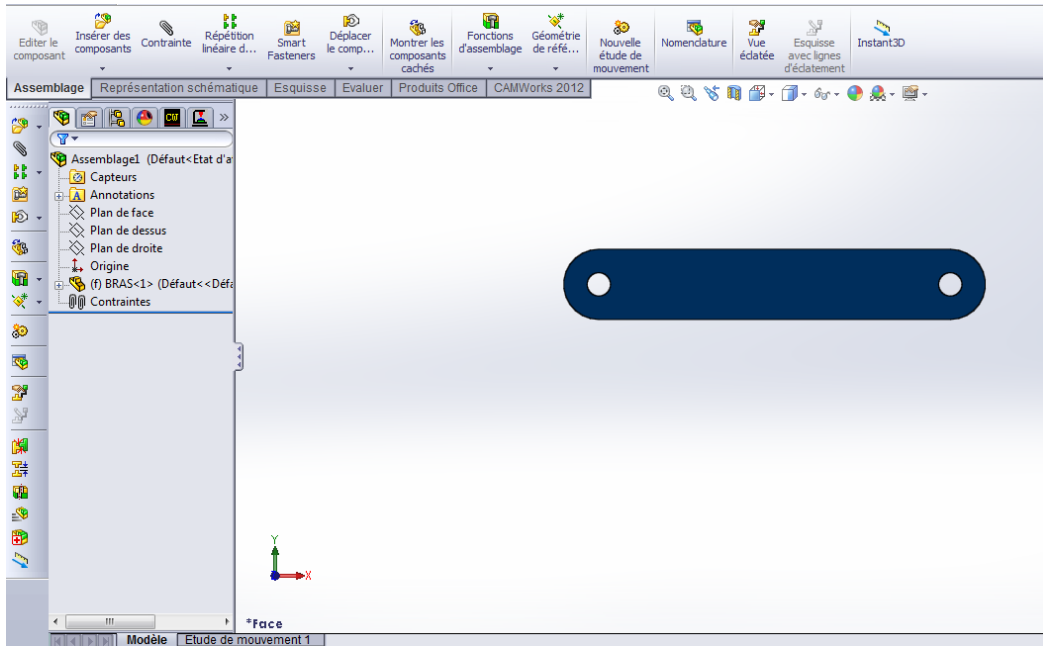 Editer le composant
Insérer des composants
Contrainte
Répétition linéaire d...
Smart Fasteners
Déplacer le comp...
Montrer les composants cachés
Fonctions d'assemblage
Géométrie de réfé...
Nouvelle étude de mouvement
Nomenclature
Vue éclatée
Esquisse avec lignes d'éclatement
Instant3D
Assemblage
Représentation schématique
Esquisse
Evaluer
Produits Office
CAMWorks 2012
Assemblage1 (Défaut<Etat d'a
Capteurs
A Annotations
Plan de face
Plan de dessus
Plan de droite
Origine
(f) BRAS<1> (Défaut<<Défa
Contraintes
Y
X
*Face
Modèle
Etude de mouvement 1